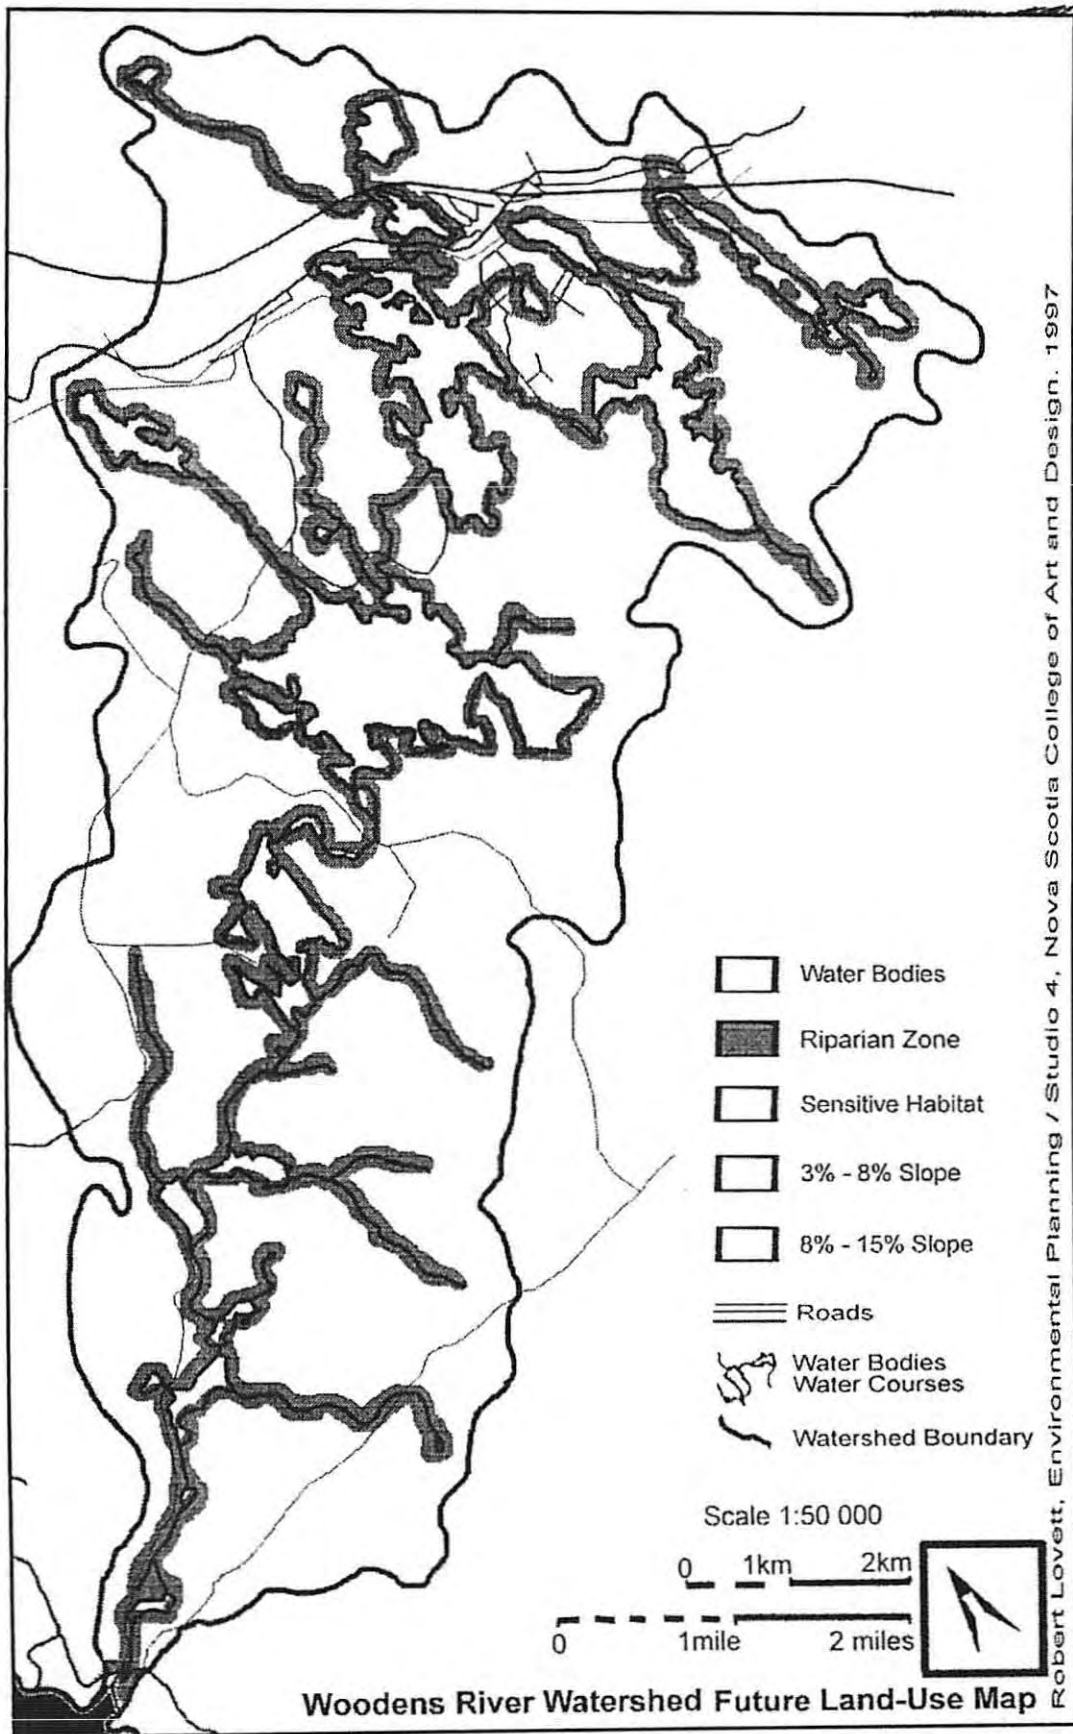 Water Bodies
Riparian Zone
Sensitive Habitat
3% - 8% Slope
8% - 15% Slope
Roads
Water Bodies
Water Courses
Watershed Boundary
Scale 1:50 000
0 1km 2km
0 1mile 2 miles
Woodens River Watershed Future Land-Use Map
Robert Lovett, Environmental Planning / Studio 4, Nova Scotia College of Art and Design. 1997